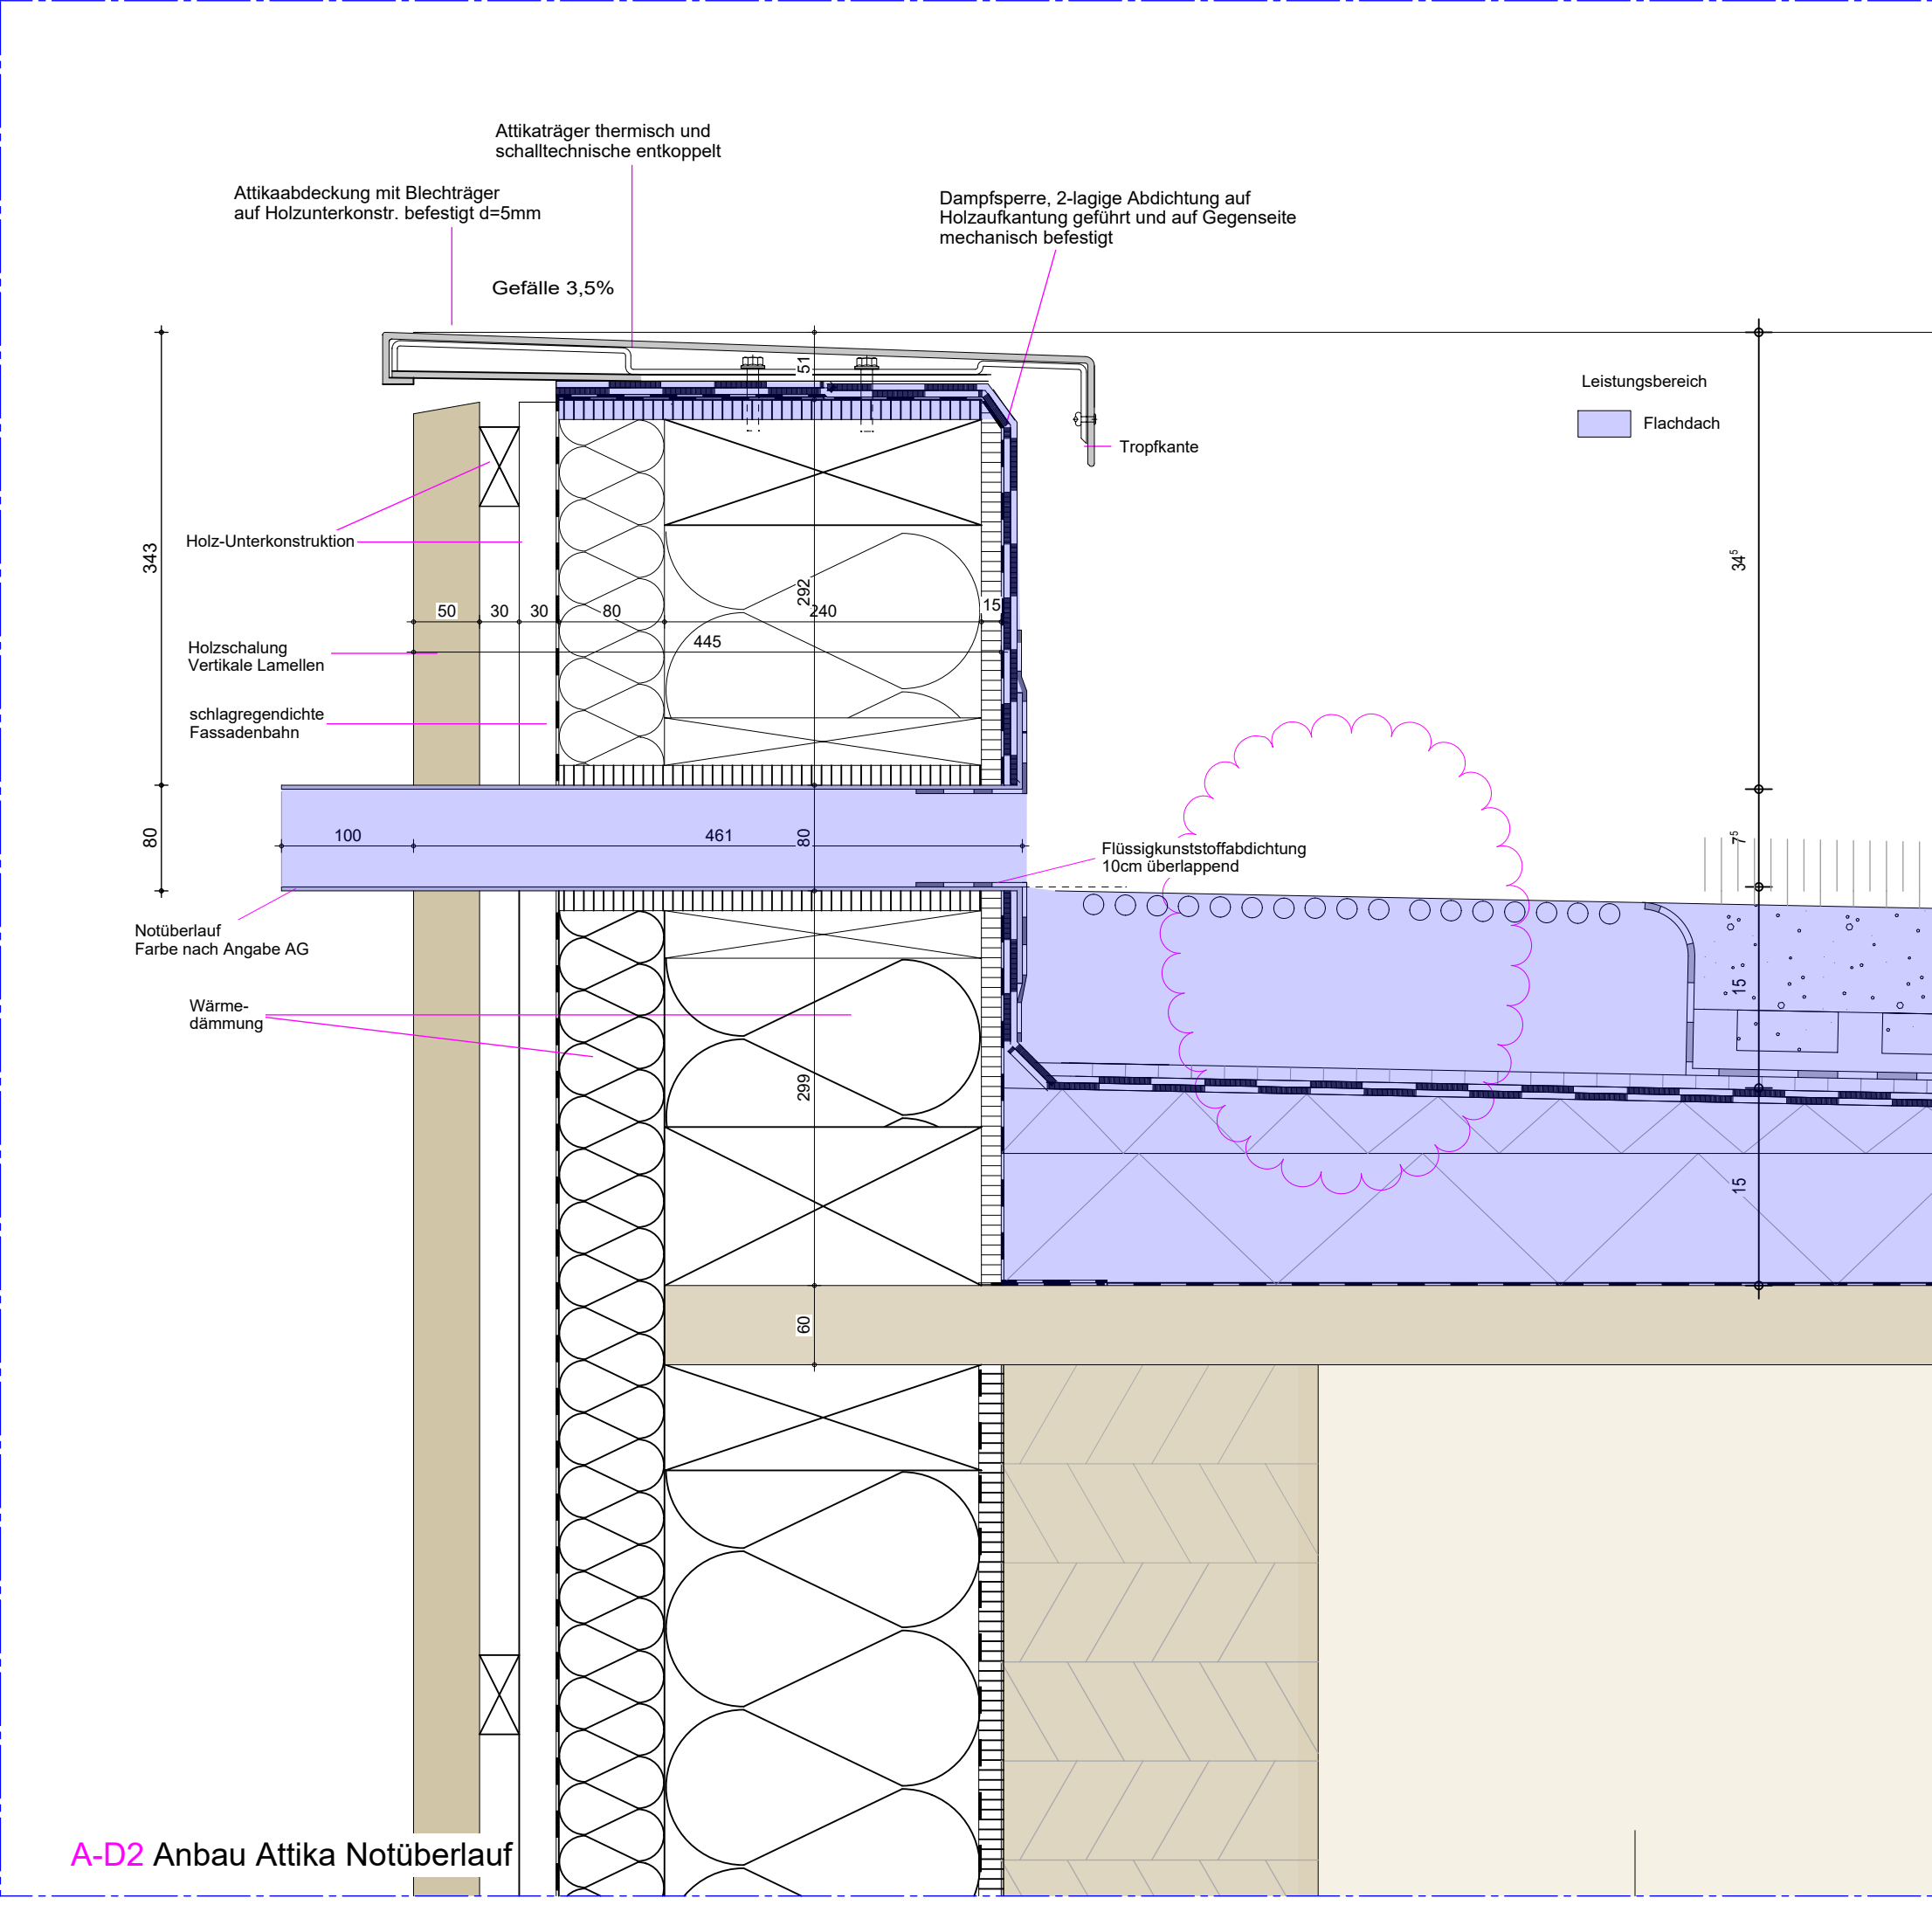 Attikaträger thermisch und
schalltechnische entkoppelt
Attikaabdeckung mit Blechträger
auf Holzunterkonstr. befestigt d=5mm
Dampfsperre, 2-lagige Abdichtung auf
Holzaufkantung geführt und auf Gegenseite
mechanisch befestigt
Gefälle 3,5%
51
Leistungsbereich
Flachdach
Tropfkante
Holz-Unterkonstruktion
343
34⁵
292
50
30
30
80
240
15
445
Holzschalung
Vertikale Lamellen
schlagregendichte
Fassadenbahn
80
100
461
80
7⁵
Flüssigkunststoffabdichtung
10cm überlappend
Notüberlauf
Farbe nach Angabe AG
Wärme-
dämmung
15
299
15
60
A-D2 Anbau Attika Notüberlauf